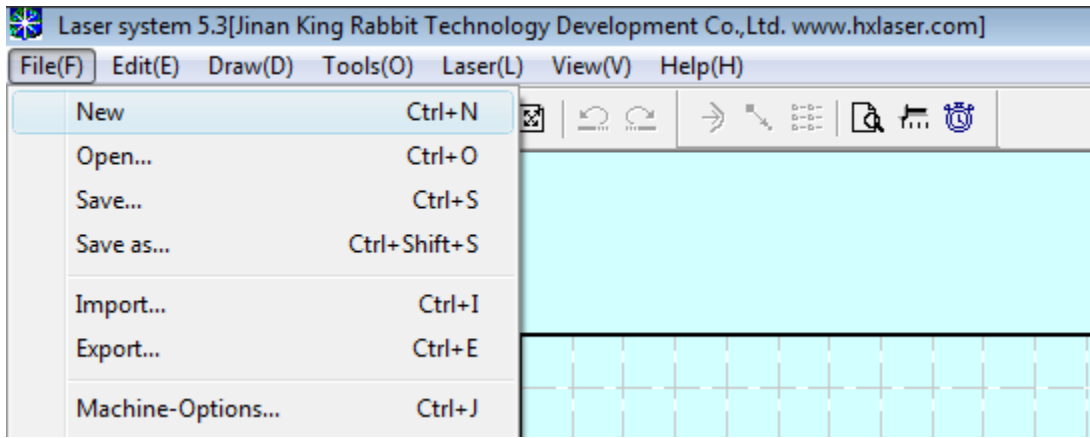 Laser system 5.3[Jinan King Rabbit Technology Development Co.,Ltd. www.hxlaser.com]
File(F) Edit(E) Draw(D) Tools(O) Laser(L) View(V) Help(H)
New Ctrl+N
Open... Ctrl+O
Save... Ctrl+S
Save as... Ctrl+Shift+S
Import... Ctrl+I
Export... Ctrl+E
Machine-Options... Ctrl+J